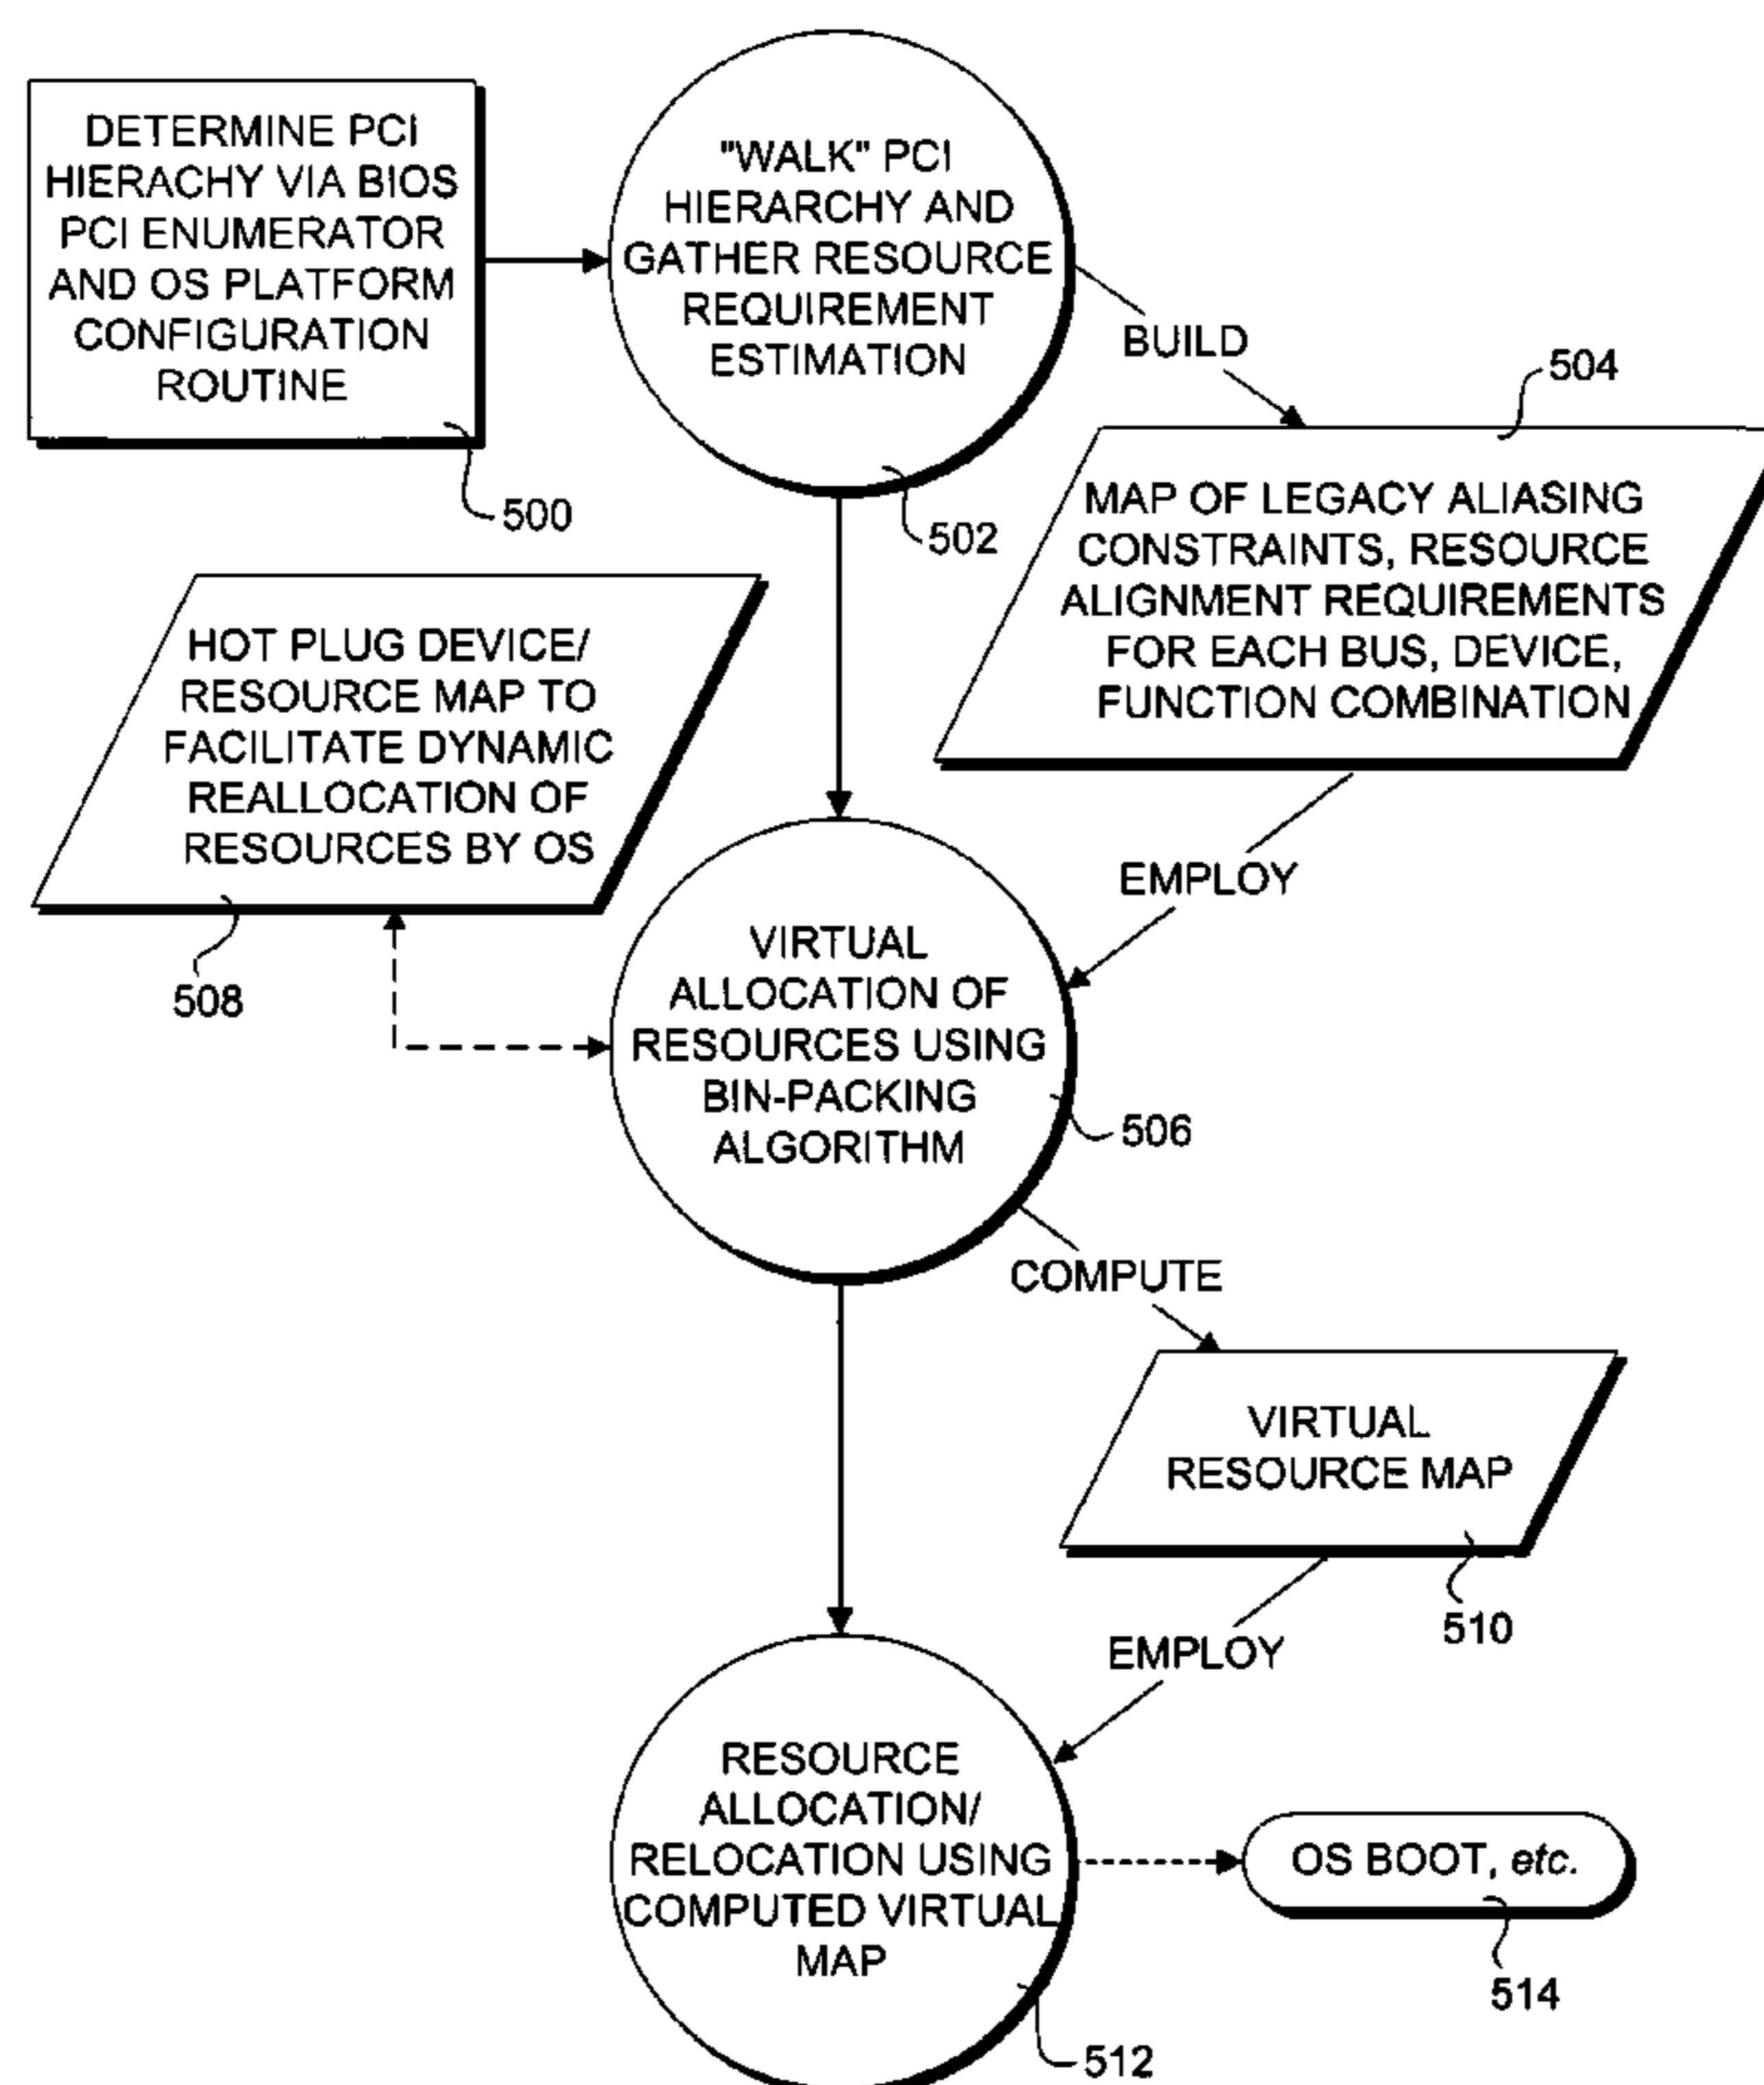 DETERMINE PCI
HIERACHY VIA BIOS
PCI ENUMERATOR
AND OS PLATFORM
CONFIGURATION
ROUTINE
500
"WALK" PCI
HIERARCHY AND
GATHER RESOURCE
REQUIREMENT
ESTIMATION
502
BUILD
504
MAP OF LEGACY ALIASING
CONSTRAINTS, RESOURCE
ALIGNMENT REQUIREMENTS
FOR EACH BUS, DEVICE,
FUNCTION COMBINATION
HOT PLUG DEVICE/
RESOURCE MAP TO
FACILITATE DYNAMIC
REALLOCATION OF
RESOURCES BY OS
508
EMPLOY
VIRTUAL
ALLOCATION OF
RESOURCES USING
BIN-PACKING
ALGORITHM
506
COMPUTE
VIRTUAL
RESOURCE MAP
510
EMPLOY
RESOURCE
ALLOCATION/
RELOCATION USING
COMPUTED VIRTUAL
MAP
512
OS BOOT, etc.
514